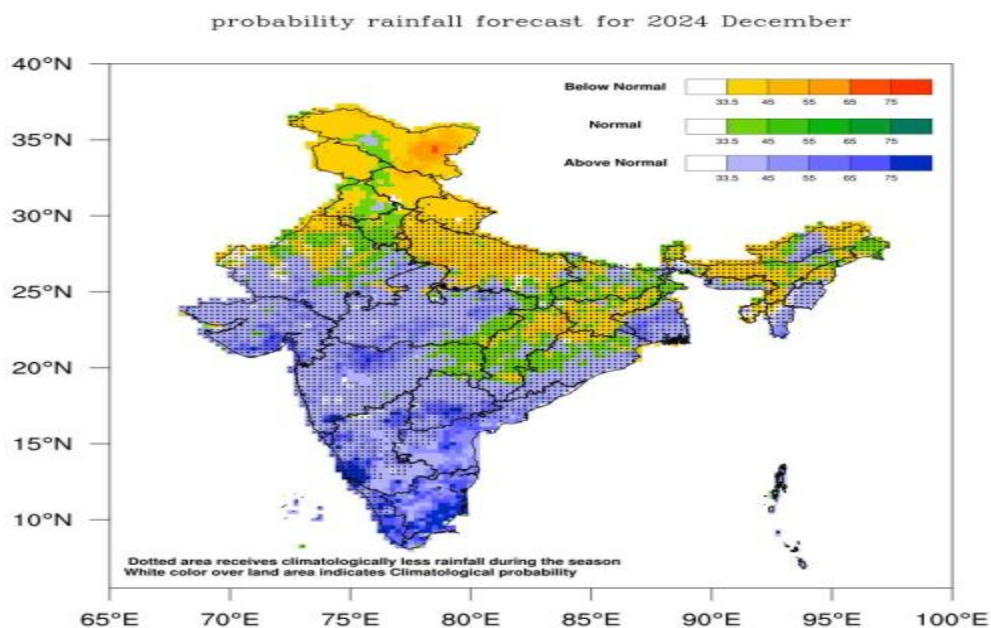 probability rainfall forecast for 2024 December
40°N
35°N
30°N
25°N
20°N
15°N
10°N
Below Normal
33.5 45 55 65 75
Normal
33.5 45 55 65 75
Above Normal
33.5 45 55 65 75
Dotted area receives climatologically less rainfall during the season
White color over land area indicates Climatological probability
65°E 70°E 75°E 80°E 85°E 90°E 95°E 100°E